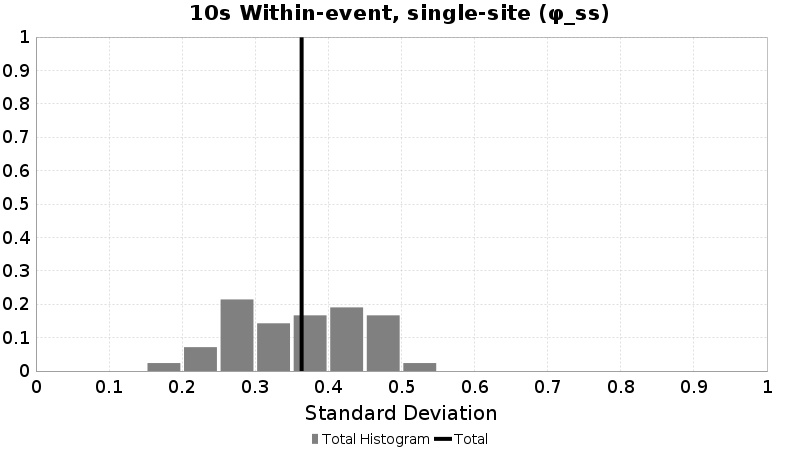 10s Within-event, single-site (φ_ss)
1
0.9
0.8
0.7
0.6
0.5
0.4
0.3
0.2
0.1
0
0 0.1 0.2 0.3 0.4 0.5 0.6 0.7 0.8 0.9 1
Standard Deviation
Total Histogram Total